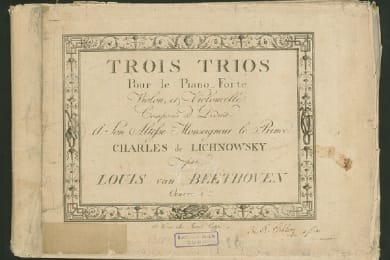 TROIS TRIOS
Pour le Piano-Forte
Violon, et Violoncelle
Composés & Dediés
A Son Altesse Monseigneur le Prince
CHARLES de LICHNOWSKY
par
LOUIS van BEETHOVEN
Oeuvre